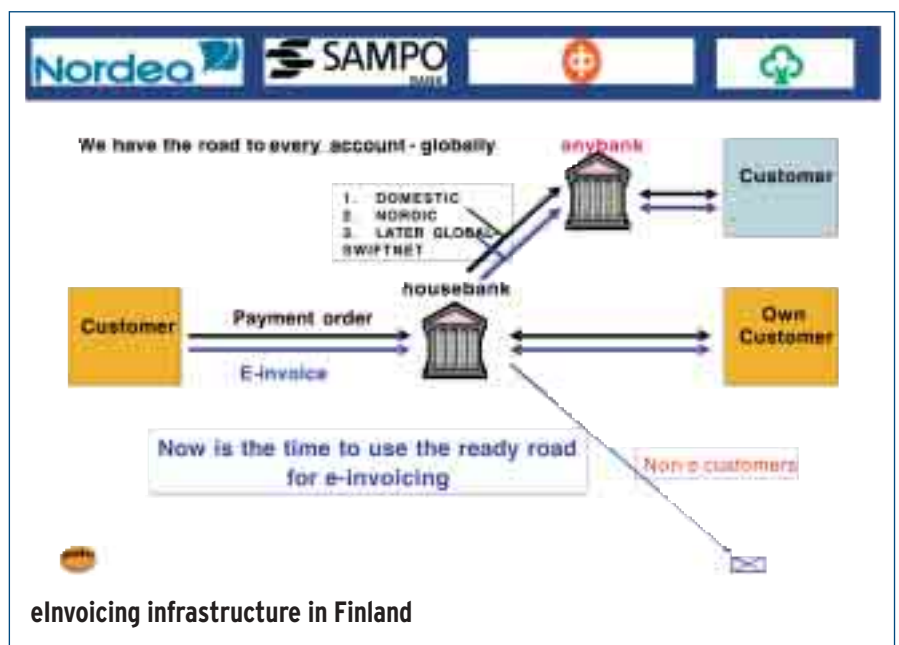 Nordea
SAMPO
BANK
We have the road to every account - globally
anybank
Customer
1. DOMESTIC
2. NORDIC
3. LATER GLOBAL-
SWIFTNET
housebank
Customer
Payment order
E-invoice
Own
Customer
Now is the time to use the ready road
for e-invoicing
Non e customers
eInvoicing infrastructure in Finland